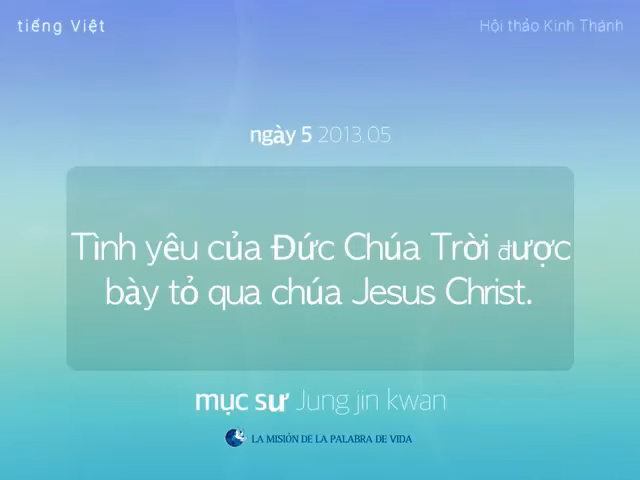 tiếng Việt
Hội thảo Kinh Thánh
ngày 5 2013.05
Tình yêu của Đức Chúa Trời được
bày tỏ qua chúa Jesus Christ.
mục sư Jung jin kwan
LA MISIÓN DE LA PALABRA DE VIDA